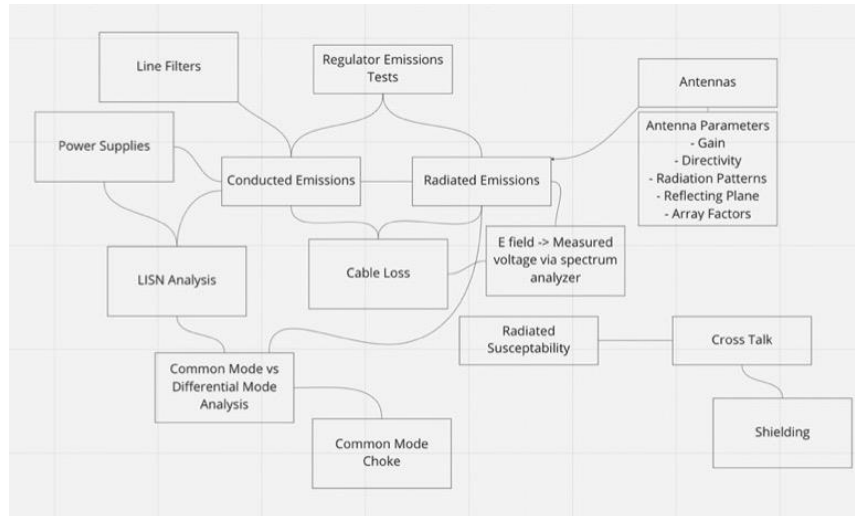 Line Filters
Regulator Emissions
Tests
Antennas
Power Supplies
Antenna Parameters
- Gain
- Directivity
- Radiation Patterns
- Reflecting Plane
- Array Factors
Conducted Emissions
Radiated Emissions
E field -> Measured
voltage via spectrum
analyzer
LISN Analysis
Cable Loss
Radiated
Susceptability
Cross Talk
Common Mode vs
Differential Mode
Analysis
Common Mode
Choke
Shielding